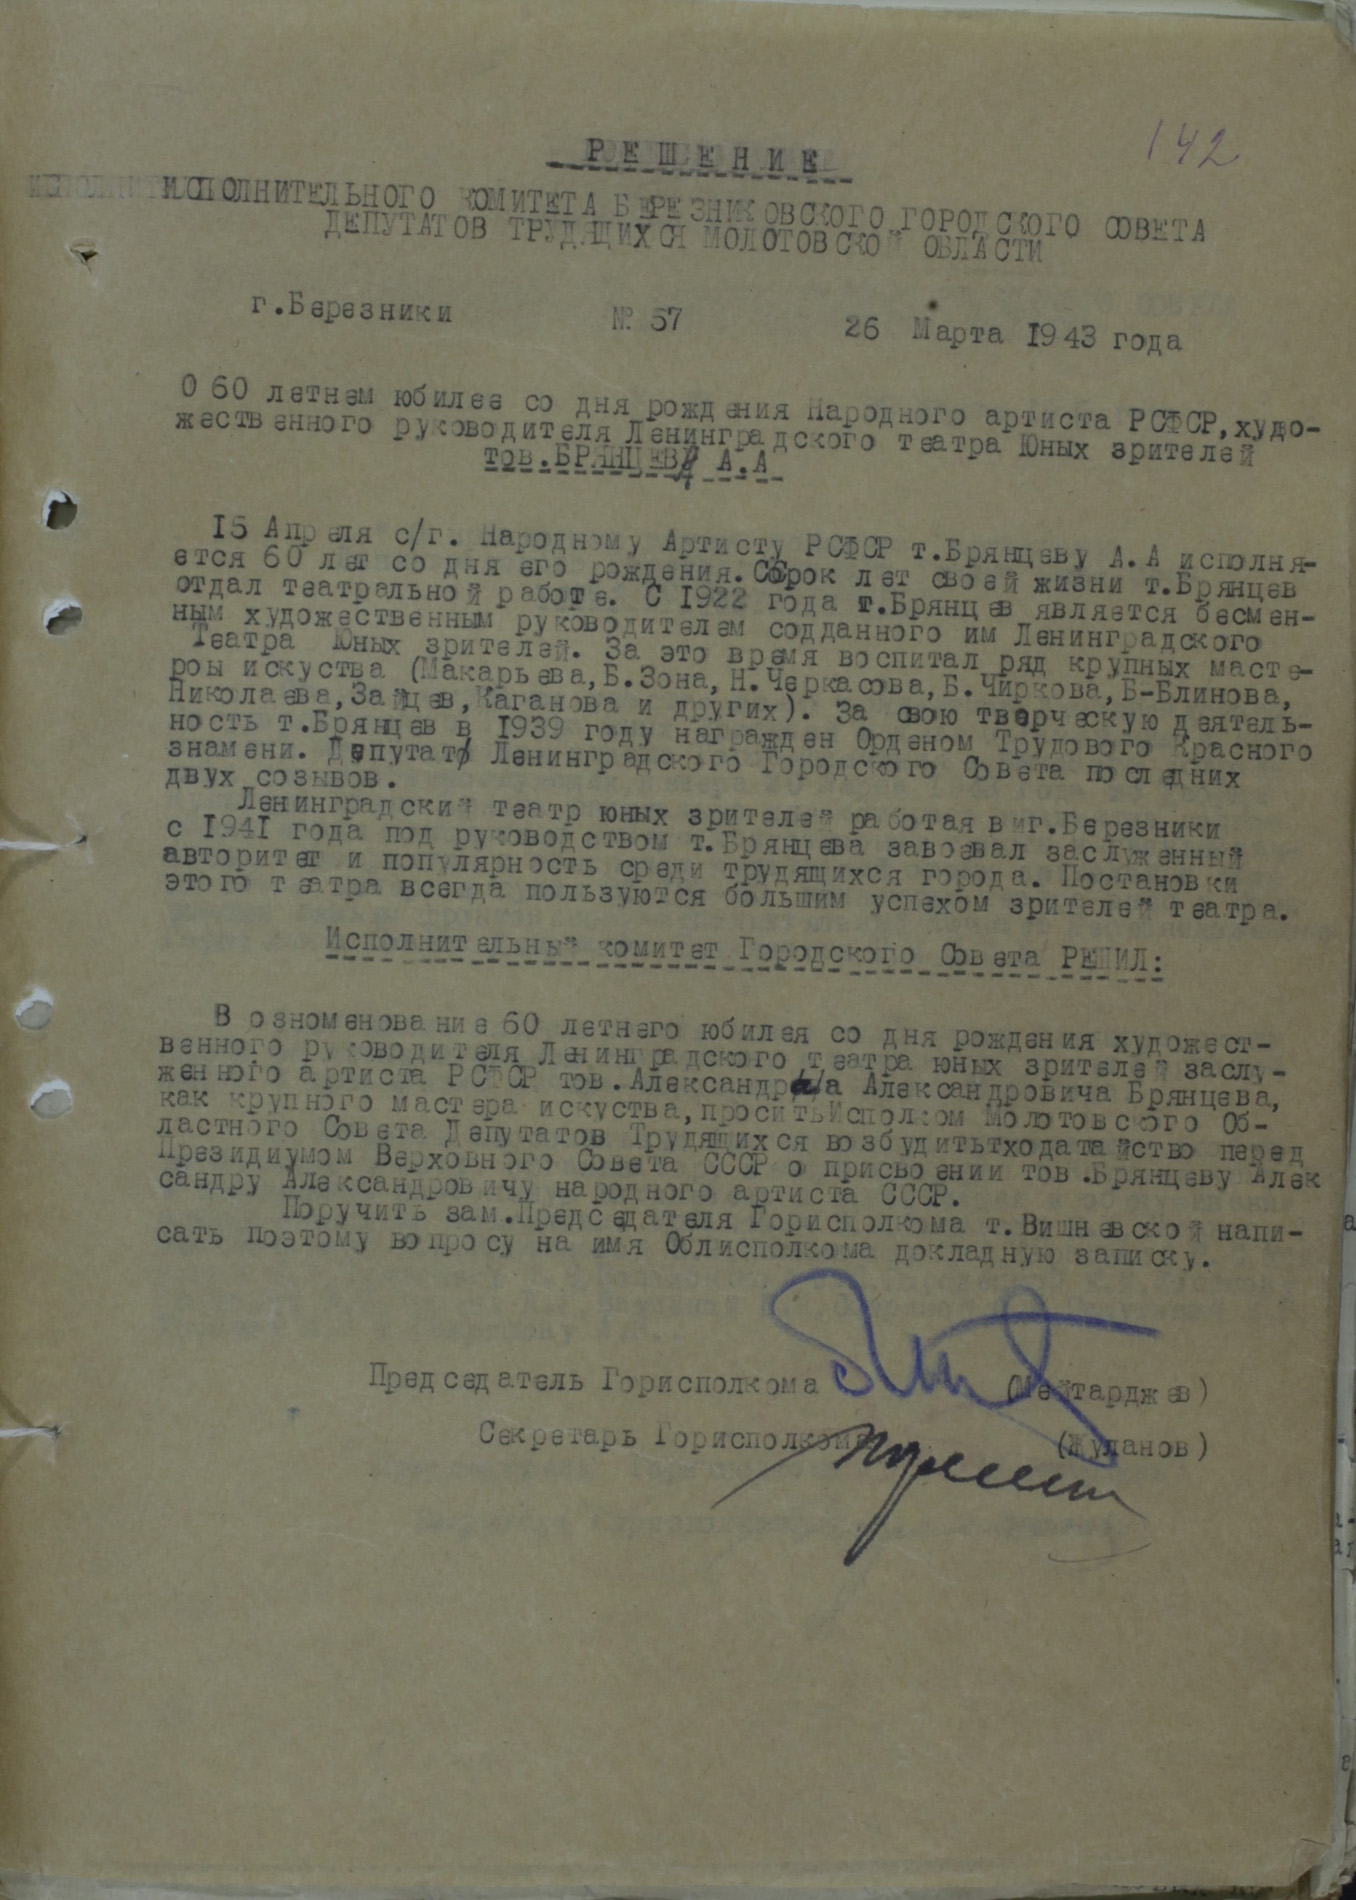 142
РЕШЕНИЕ
ИСПОЛНИТЕЛЬНОГО КОМИТЕТА БЕРЕЗНИКОВСКОГО ГОРОДСКОГО СОВЕТА
ДЕПУТАТОВ ТРУДЯЩИХСЯ МОЛОТОВСКОЙ ОБЛАСТИ
г.Березники № 57 26 Марта 1943 года
О 60 летнем юбилее со дня рождения Народного артиста РСФСР, худо-
жественного руководителя Ленинградского театра Юных зрителей
тов.БРЯНЦЕВА А.А
15 Апреля с/г. Народному Артисту РСФСР т.Брянцеву А.А исполня-
ется 60 лет со дня его рождения. Сорок лет своей жизни т.Брянцев
отдал театральной работе. С 1922 года т.Брянцев является бесмен-
ным художественным руководителем содданного им Ленинградского
Театра Юных зрителей. За это время воспитал ряд крупных масте-
ров искуства (Макарьева, Б.Зона, Н.Черкасова, Б.Чиркова, Б-Блинова,
Николаева, Зайцев, Каганова и других). За свою творческую деятель-
ность т.Брянцев в 1939 году награжден Орденом Трудового Красного
знамени. Депутат Ленинградского Городского Совета последних
двух созывов.
Ленинградский театр юных зрителей работая в г.Березники
с 1941 года под руководством т.Брянцева завоевал заслуженный
авторитет и популярность среди трудящихся города. Постановки
этого театра всегда пользуются большим успехом зрителей театра.
Исполнительный комитет Городского Совета РЕШИЛ:
В озноменование 60 летнего юбилея со дня рождения художест-
венного руководителя Ленинградского театра юных зрителей заслу-
женного артиста РСФСР тов.Александра Александровича Брянцева,
как крупного мастера искуства, просить Исполком Молотовского Об-
ластного Совета Депутатов Трудящихся возбудитьтходатайство перед
Президиумом Верховного Совета СССР о присвоении тов.Брянцеву Алек
сандру Александровичу народного артиста СССР.
Поручить зам.Председателя Горисполкома т.Вишневской напи-
сать поэтому вопросу на имя Облисполкома докладную записку.
Председатель Горисполкома (Мейтарджев)
Секретарь Горисполкома (Жуланов)